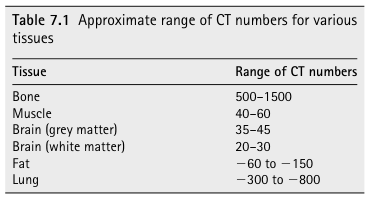 Table 7.1 Approximate range of CT numbers for various
tissues
Tissue Range of CT numbers
Bone 500–1500
Muscle 40–60
Brain (grey matter) 35–45
Brain (white matter) 20–30
Fat −60 to −150
Lung −300 to −800